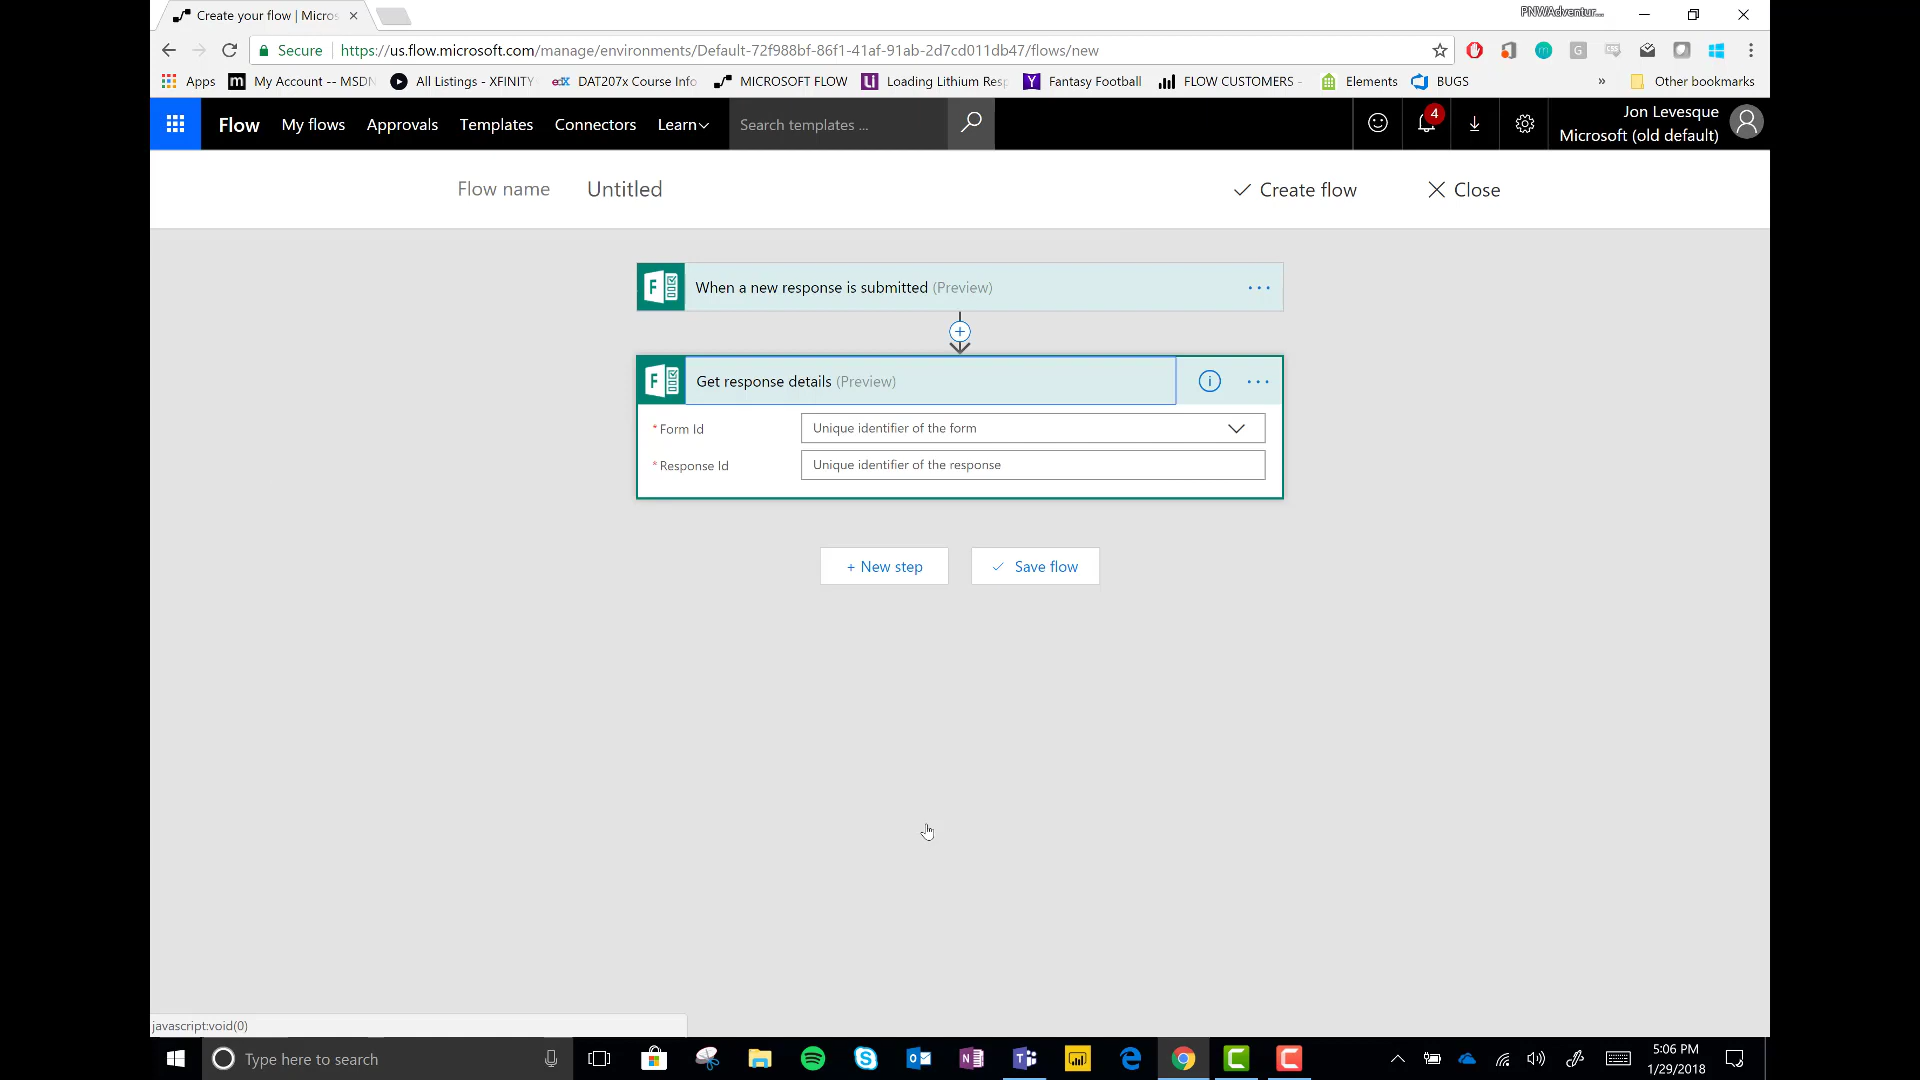 Create your flow | Micros
PNWAdventur...
Secure
https://us.flow.microsoft.com/manage/environments/Default-72f988bf-86f1-41af-91ab-2d7cd011db47/flows/new
Apps
My Account -- MSDN
All Listings - XFINITY
edX
DAT207x Course Info
MICROSOFT FLOW
Li
Loading Lithium Resp
Y
Fantasy Football
FLOW CUSTOMERS -
Elements
BUGS
»
Other bookmarks
Flow
My flows
Approvals
Templates
Connectors
Learn
Search templates ...
4
Jon Levesque
Microsoft (old default)
Flow name
Untitled
Create flow
Close
When a new response is submitted (Preview)
Get response details (Preview)
* Form Id
Unique identifier of the form
* Response Id
Unique identifier of the response
+ New step
Save flow
javascript:void(0)
Type here to search
5:06 PM
1/29/2018